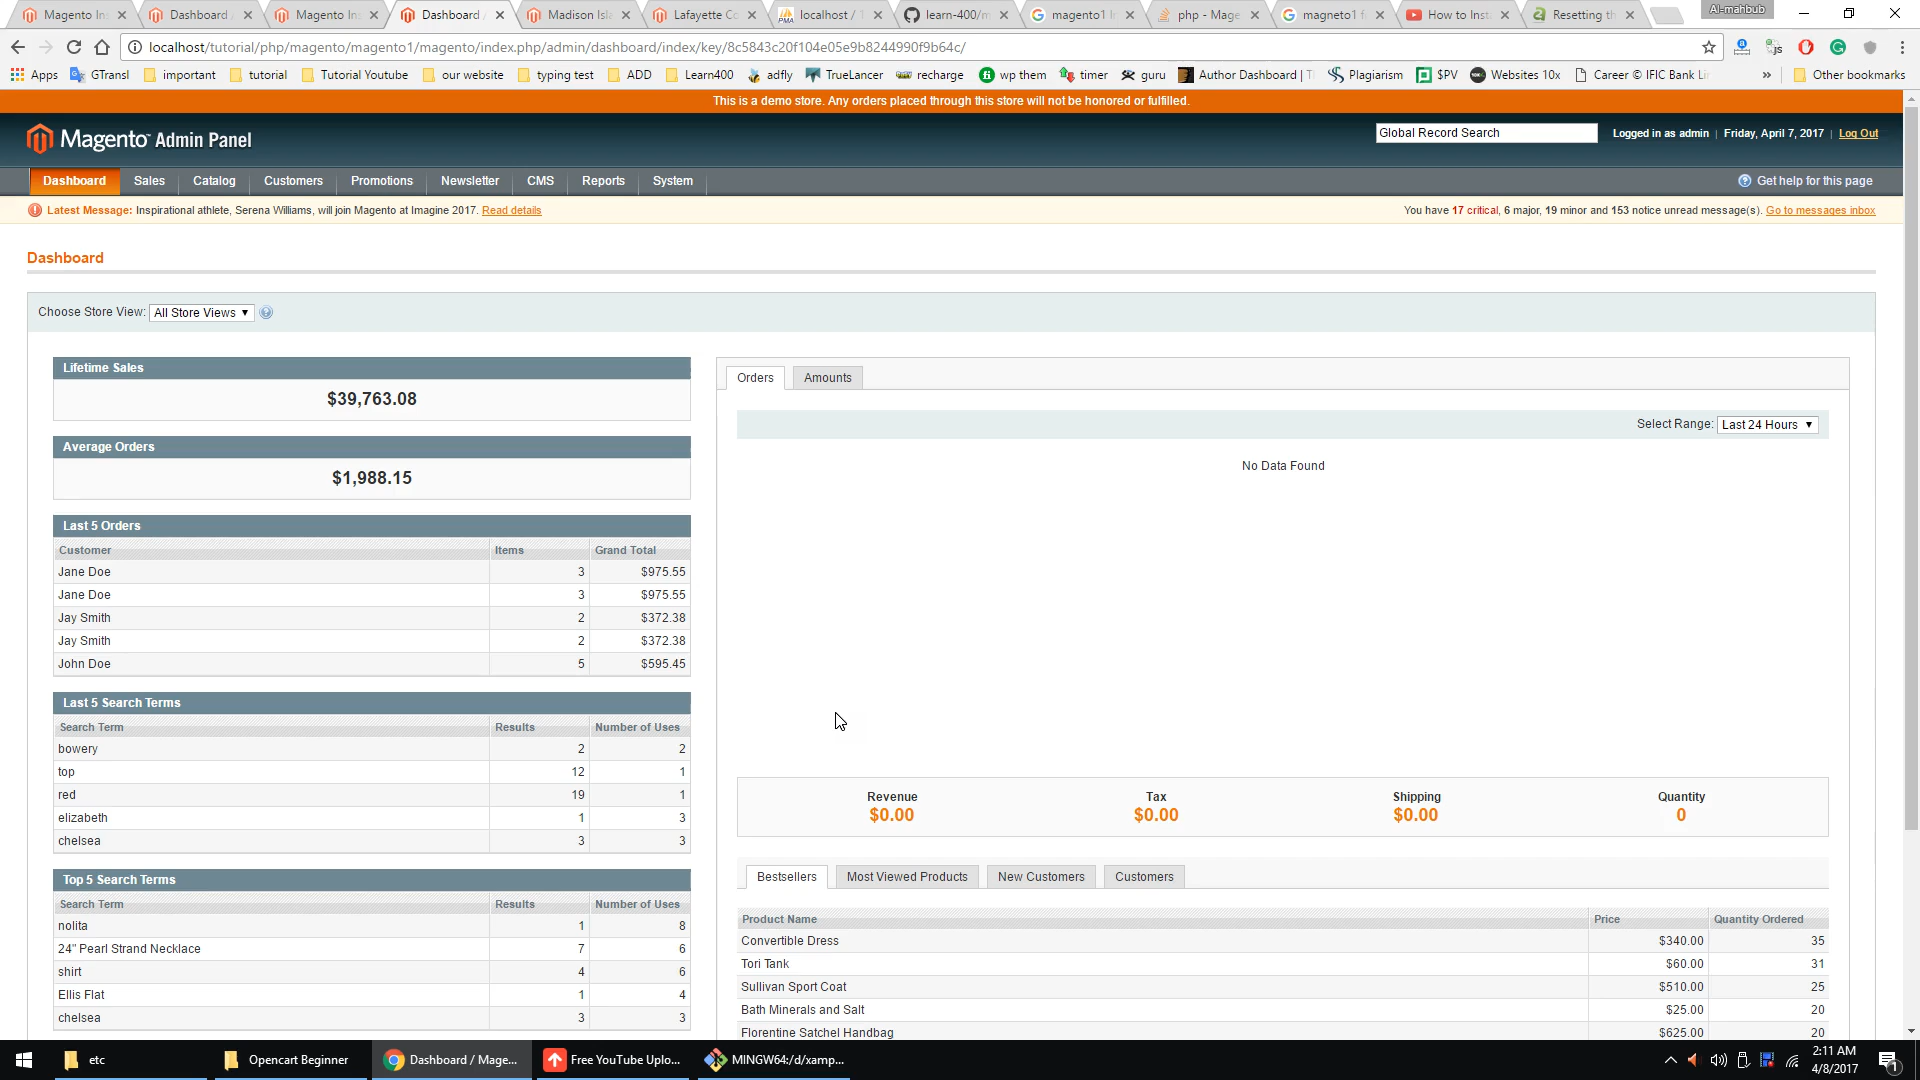 Magento Ins
Dashboard /
Magento Ins
Dashboard /
Madison Isla
Lafayette Co
localhost / 1
learn-400/m
magento1 l
php - Mage
magneto1 f
How to Insta
Resetting th
Al-mahbub
localhost/tutorial/php/magento/magento1/magento/index.php/admin/dashboard/index/key/8c5843c20f104e05e9b8244990f9b64c/
Apps
GTransl
important
tutorial
Tutorial Youtube
our website
typing test
ADD
Learn400
adfly
TrueLancer
recharge
wp them
timer
guru
Author Dashboard | T
Plagiarism
$PV
Websites 10x
Career © IFIC Bank Li
»
Other bookmarks
This is a demo store. Any orders placed through this store will not be honored or fulfilled.
Magento™ Admin Panel
Global Record Search
Logged in as admin | Friday, April 7, 2017 | Log Out
Dashboard
Sales
Catalog
Customers
Promotions
Newsletter
CMS
Reports
System
Get help for this page
Latest Message: Inspirational athlete, Serena Williams, will join Magento at Imagine 2017. Read details
You have 17 critical, 6 major, 19 minor and 153 notice unread message(s). Go to messages inbox
Dashboard
Choose Store View: All Store Views
Lifetime Sales
$39,763.08
Average Orders
$1,988.15
Last 5 Orders
Customer Items Grand Total
Jane Doe 3 $975.55
Jane Doe 3 $975.55
Jay Smith 2 $372.38
Jay Smith 2 $372.38
John Doe 5 $595.45
Last 5 Search Terms
Search Term Results Number of Uses
bowery 2 2
top 12 1
red 19 1
elizabeth 1 3
chelsea 3 3
Top 5 Search Terms
Search Term Results Number of Uses
nolita 1 8
24" Pearl Strand Necklace 7 6
shirt 4 6
Ellis Flat 1 4
chelsea 3 3
Orders
Amounts
Select Range: Last 24 Hours
No Data Found
Revenue Tax Shipping Quantity
$0.00 $0.00 $0.00 0
Bestsellers
Most Viewed Products
New Customers
Customers
Product Name Price Quantity Ordered
Convertible Dress $340.00 35
Tori Tank $60.00 31
Sullivan Sport Coat $510.00 25
Bath Minerals and Salt $25.00 20
Florentine Satchel Handbag $625.00 20
etc
Opencart Beginner
Dashboard / Mage...
Free YouTube Uplo...
MINGW64:/d/xamp...
2:11 AM
4/8/2017
1